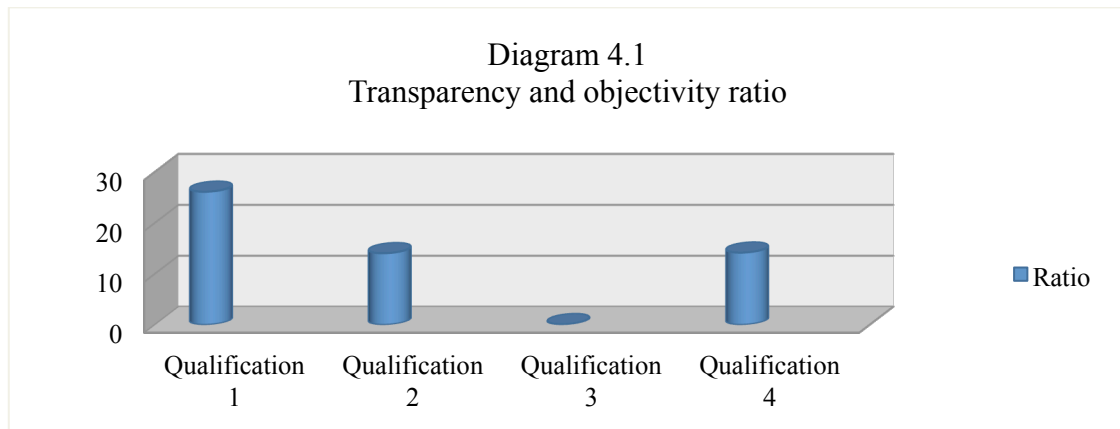 Diagram 4.1
Transparency and objectivity ratio
30
20
10
0
Qualification 1
Qualification 2
Qualification 3
Qualification 4
Ratio